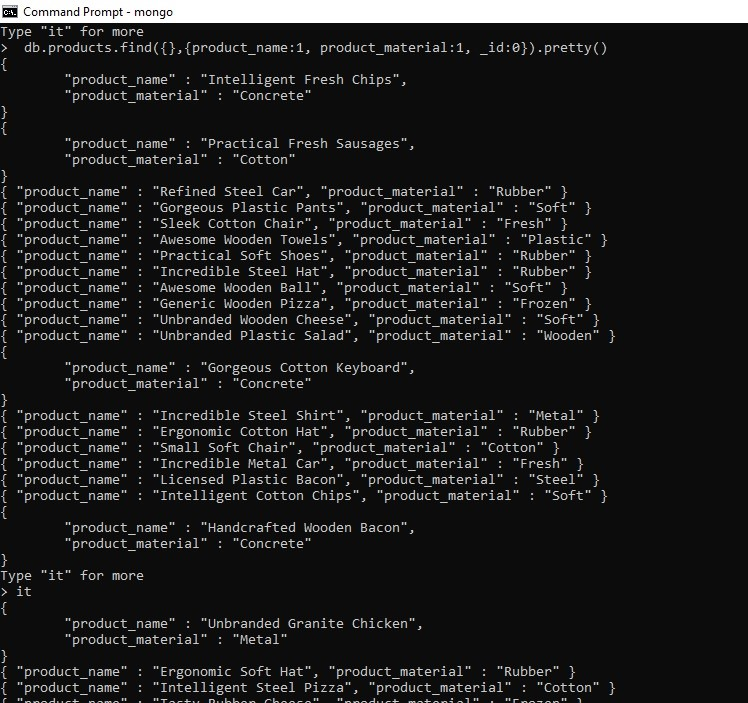 Command Prompt - mongo
Type "it" for more
>  db.products.find({},{product_name:1, product_material:1, _id:0}).pretty()
{
        "product_name" : "Intelligent Fresh Chips",
        "product_material" : "Concrete"
}
{
        "product_name" : "Practical Fresh Sausages",
        "product_material" : "Cotton"
}
{ "product_name" : "Refined Steel Car", "product_material" : "Rubber" }
{ "product_name" : "Gorgeous Plastic Pants", "product_material" : "Soft" }
{ "product_name" : "Sleek Cotton Chair", "product_material" : "Fresh" }
{ "product_name" : "Awesome Wooden Towels", "product_material" : "Plastic" }
{ "product_name" : "Practical Soft Shoes", "product_material" : "Rubber" }
{ "product_name" : "Incredible Steel Hat", "product_material" : "Rubber" }
{ "product_name" : "Awesome Wooden Ball", "product_material" : "Soft" }
{ "product_name" : "Generic Wooden Pizza", "product_material" : "Frozen" }
{ "product_name" : "Unbranded Wooden Cheese", "product_material" : "Soft" }
{ "product_name" : "Unbranded Plastic Salad", "product_material" : "Wooden" }
{
        "product_name" : "Gorgeous Cotton Keyboard",
        "product_material" : "Concrete"
}
{ "product_name" : "Incredible Steel Shirt", "product_material" : "Metal" }
{ "product_name" : "Ergonomic Cotton Hat", "product_material" : "Rubber" }
{ "product_name" : "Small Soft Chair", "product_material" : "Cotton" }
{ "product_name" : "Incredible Metal Car", "product_material" : "Fresh" }
{ "product_name" : "Licensed Plastic Bacon", "product_material" : "Steel" }
{ "product_name" : "Intelligent Cotton Chips", "product_material" : "Soft" }
{
        "product_name" : "Handcrafted Wooden Bacon",
        "product_material" : "Concrete"
}
Type "it" for more
> it
{
        "product_name" : "Unbranded Granite Chicken",
        "product_material" : "Metal"
}
{ "product_name" : "Ergonomic Soft Hat", "product_material" : "Rubber" }
{ "product_name" : "Intelligent Steel Pizza", "product_material" : "Cotton" }
{ "product_name" : "Tasty Rubber Cheese", "product_material" : "Frozen" }